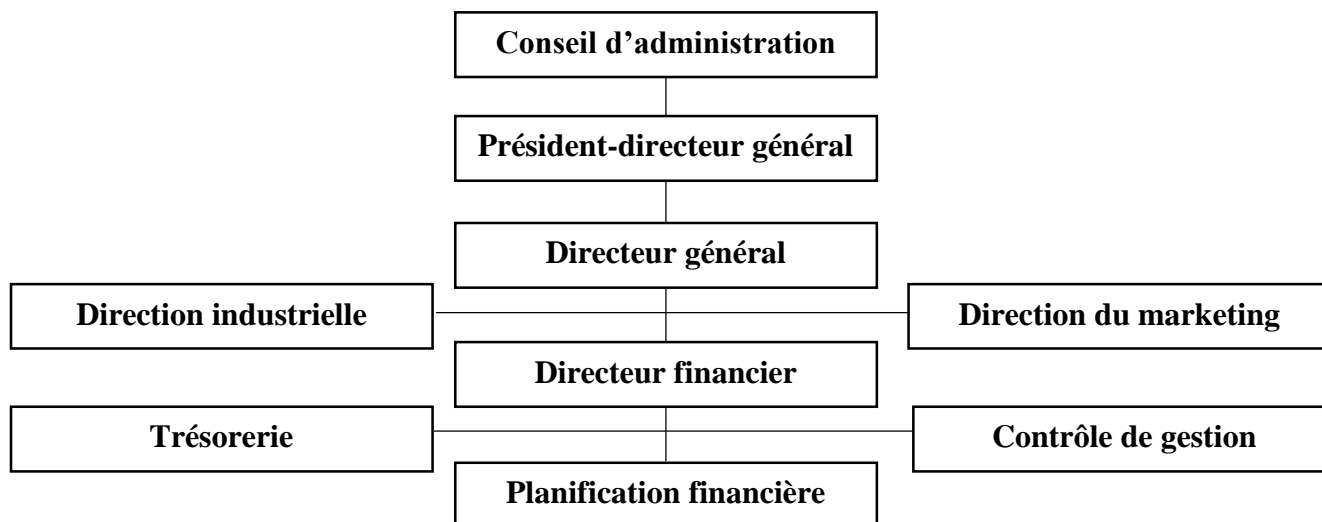 Conseil d’administration
Président-directeur général
Directeur général
Direction industrielle
Direction du marketing
Directeur financier
Trésorerie
Contrôle de gestion
Planification financière